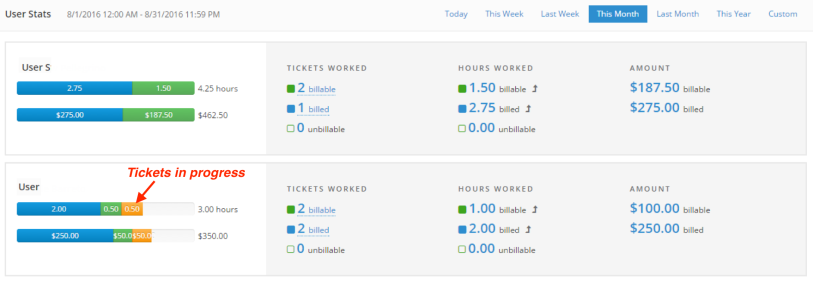 User Stats 8/1/2016 12:00 AM - 8/31/2016 11:59 PM Today This Week Last Week This Month Last Month This Year Custom
User S
2.75 1.50 4.25 hours
$275.00 $187.50 $462.50
TICKETS WORKED
2 billable
1 billed
0 unbillable
HOURS WORKED
1.50 billable
2.75 billed
0.00 unbillable
AMOUNT
$187.50 billable
$275.00 billed
Tickets in progress
User
2.00 0.50 0.50 3.00 hours
$250.00 $50.0 $50.0 $350.00
TICKETS WORKED
2 billable
2 billed
0 unbillable
HOURS WORKED
1.00 billable
2.00 billed
0.00 unbillable
AMOUNT
$100.00 billable
$250.00 billed